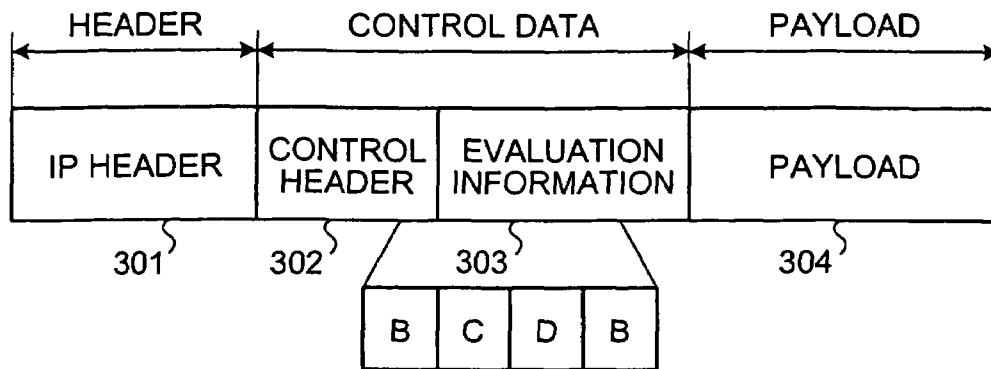 HEADER CONTROL DATA PAYLOAD
IP HEADER CONTROL HEADER EVALUATION INFORMATION PAYLOAD
301 302 303 304
B C D B